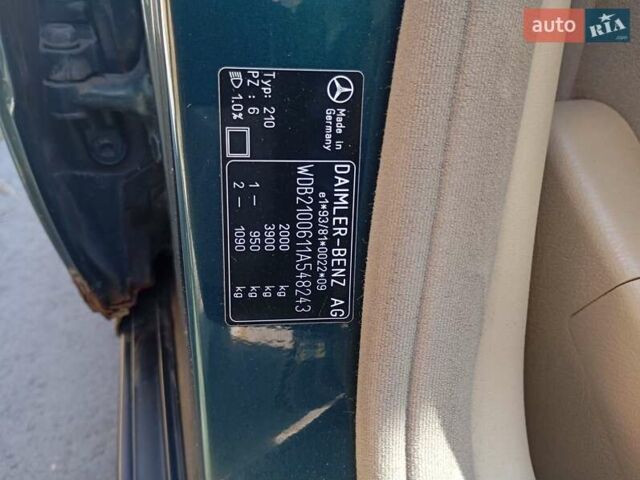 auto RIA.com
Made in
Germany
DAIMLER-BENZ AG
e1*93/81*0022*09
WDB2100611A548243
2000 kg
3900 kg
1 – 950 kg
2 – 1090 kg
Typ: 210
PZ : 6
1.0%